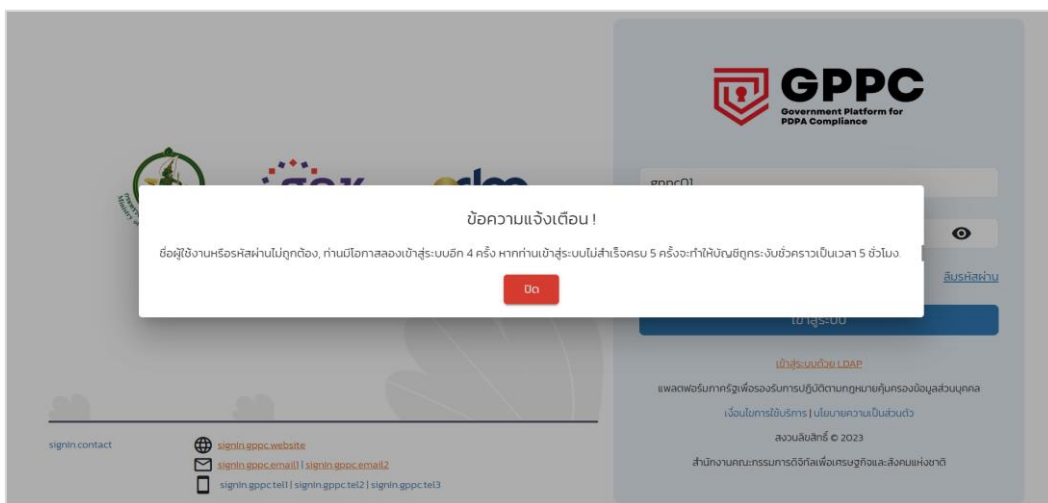 GPPC
Government Platform for
PDPA Compliance
gppc01
ข้อความแจ้งเตือน !
ชื่อผู้ใช้งานหรือรหัสผ่านไม่ถูกต้อง, ท่านมีโอกาสลองเข้าสู่ระบบอีก 4 ครั้ง หากท่านเข้าสู่ระบบไม่สำเร็จครบ 5 ครั้งจะทำให้บัญชีถูกระงับชั่วคราวเป็นเวลา 5 ชั่วโมง
ปิด
ลืมรหัสผ่าน
เข้าสู่ระบบ
เข้าสู่ระบบด้วย LDAP
แพลตฟอร์มภาครัฐเพื่อรองรับการปฏิบัติตามกฎหมายคุ้มครองข้อมูลส่วนบุคคล
เงื่อนไขการใช้บริการ | นโยบายความเป็นส่วนตัว
สงวนลิขสิทธิ์ © 2023
สำนักงานคณะกรรมการดิจิทัลเพื่อเศรษฐกิจและสังคมแห่งชาติ
signin.contact
signin.gppc.website
signin.gppc.email1 | signin.gppc.email2
signin.gppc.tel1 | signin.gppc.tel2 | signin.gppc.tel3